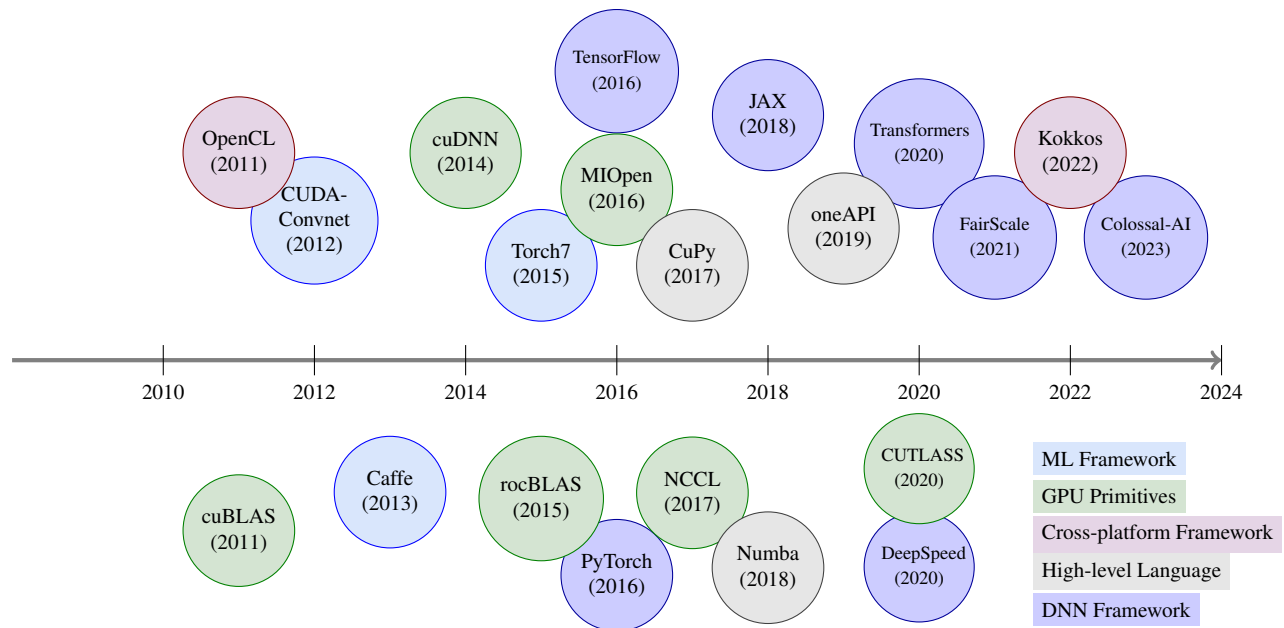 TensorFlow
(2016)
JAX
(2018)
OpenCL
(2011)
cuDNN
(2014)
Transformers
(2020)
Kokkos
(2022)
MIOpen
(2016)
CUDA-
Convnet
(2012)
oneAPI
(2019)
FairScale
(2021)
Colossal-AI
(2023)
Torch7
(2015)
CuPy
(2017)
2010
2012
2014
2016
2018
2020
2022
2024
CUTLASS
(2020)
Caffe
(2013)
rocBLAS
(2015)
NCCL
(2017)
cuBLAS
(2011)
PyTorch
(2016)
Numba
(2018)
DeepSpeed
(2020)
ML Framework
GPU Primitives
Cross-platform Framework
High-level Language
DNN Framework